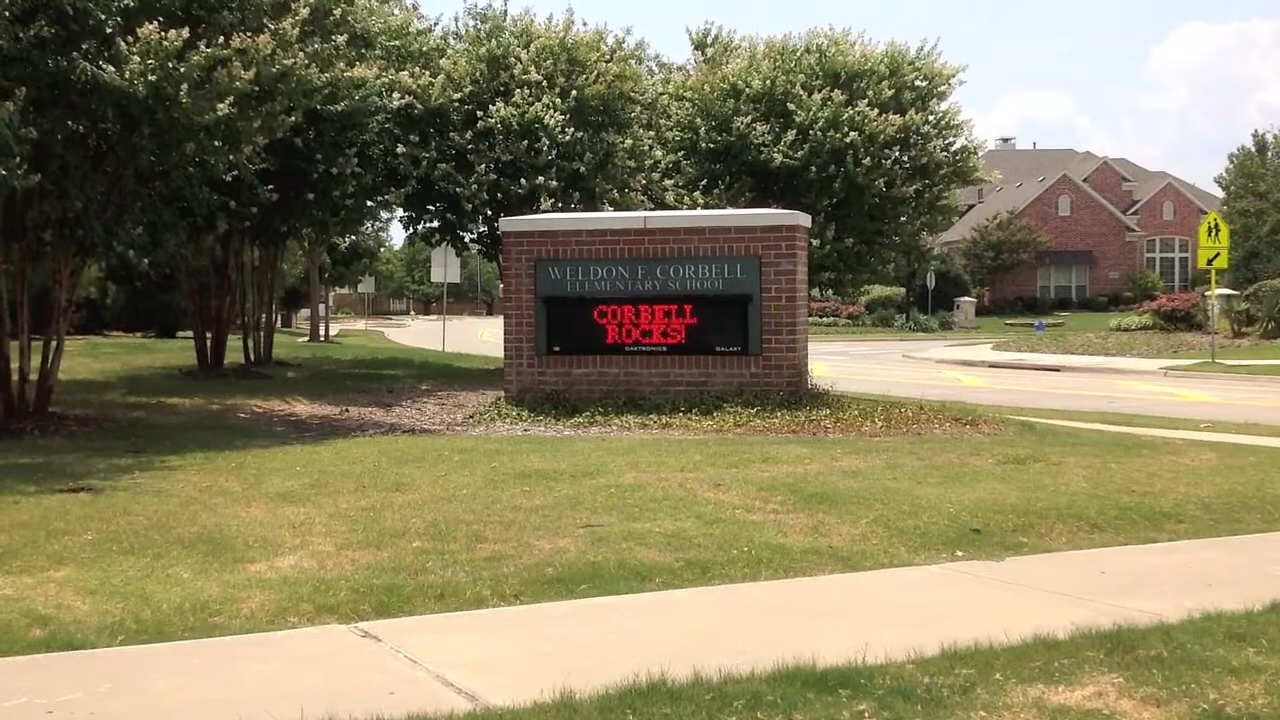 WELDON F. CORBELL
ELEMENTARY SCHOOL
CORBELL
ROCKS!
DAKTRONICS GALAXY